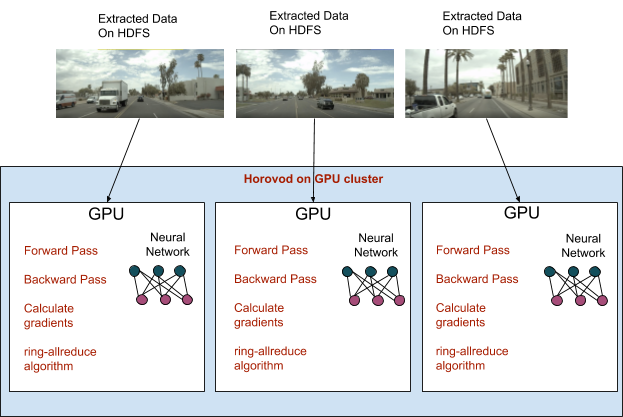 Extracted Data
On HDFS
Extracted Data
On HDFS
Extracted Data
On HDFS
Horovod on GPU cluster
GPU
Neural
Network
Forward Pass
Backward Pass
Calculate
gradients
ring-allreduce
algorithm
GPU
Neural
Network
Forward Pass
Backward Pass
Calculate
gradients
ring-allreduce
algorithm
GPU
Neural
Network
Forward Pass
Backward Pass
Calculate
gradients
ring-allreduce
algorithm